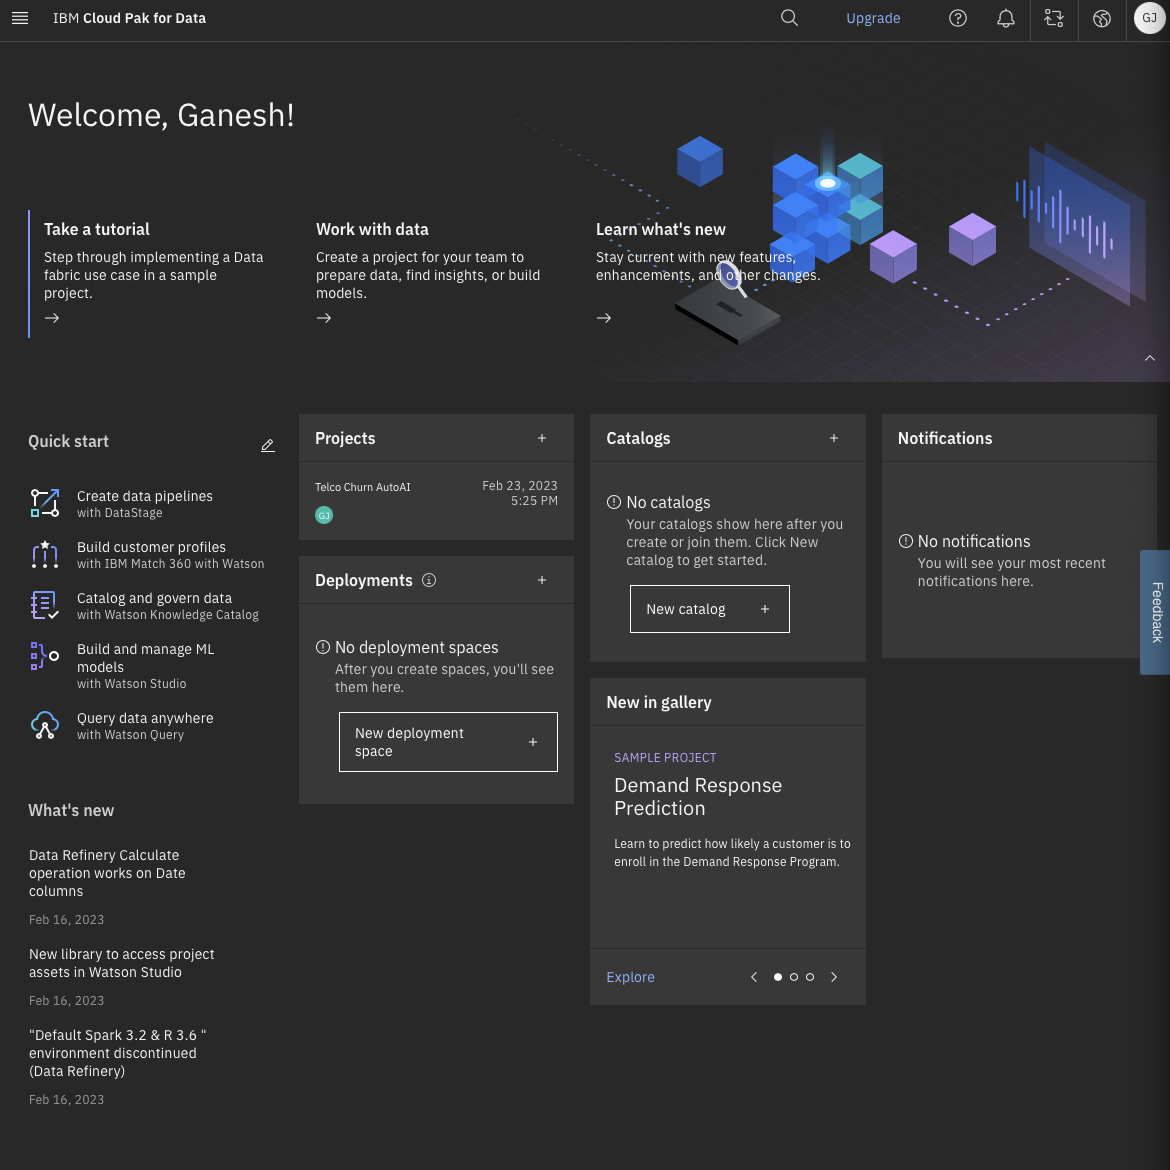 IBM Cloud Pak for Data
Upgrade
GJ
Welcome, Ganesh!
Take a tutorial
Step through implementing a Data
fabric use case in a sample
project.
Work with data
Create a project for your team to
prepare data, find insights, or build
models.
Learn what's new
Stay current with new features,
enhancements, and other changes.
Quick start
Create data pipelines
with DataStage
Build customer profiles
with IBM Match 360 with Watson
Catalog and govern data
with Watson Knowledge Catalog
Build and manage ML
models
with Watson Studio
Query data anywhere
with Watson Query
What's new
Data Refinery Calculate
operation works on Date
columns
Feb 16, 2023
New library to access project
assets in Watson Studio
Feb 16, 2023
"Default Spark 3.2 & R 3.6 "
environment discontinued
(Data Refinery)
Feb 16, 2023
Projects
Telco Churn AutoAI
Feb 23, 2023
5:25 PM
GJ
Deployments
No deployment spaces
After you create spaces, you'll see
them here.
New deployment
space
Catalogs
No catalogs
Your catalogs show here after you
create or join them. Click New
catalog to get started.
New catalog
New in gallery
SAMPLE PROJECT
Demand Response
Prediction
Learn to predict how likely a customer is to
enroll in the Demand Response Program.
Explore
Notifications
No notifications
You will see your most recent
notifications here.
Feedback